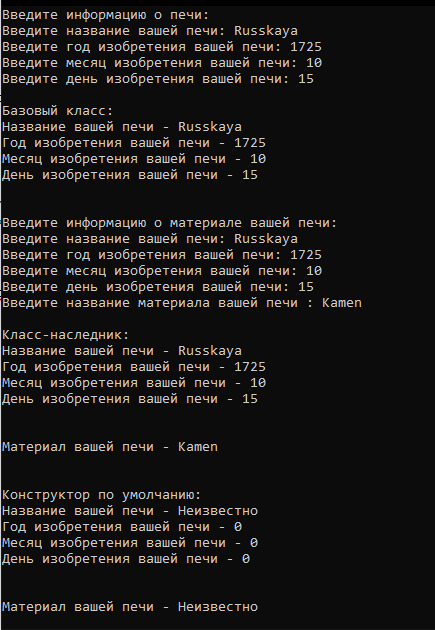 Введите информацию о печи:
Введите название вашей печи: Russkaya
Введите год изобретения вашей печи: 1725
Введите месяц изобретения вашей печи: 10
Введите день изобретения вашей печи: 15
Базовый класс:
Название вашей печи - Russkaya
Год изобретения вашей печи - 1725
Месяц изобретения вашей печи - 10
День изобретения вашей печи - 15
Введите информацию о материале вашей печи:
Введите название вашей печи: Russkaya
Введите год изобретения вашей печи: 1725
Введите месяц изобретения вашей печи: 10
Введите день изобретения вашей печи: 15
Введите название материала вашей печи : Kamen
Класс-наследник:
Название вашей печи - Russkaya
Год изобретения вашей печи - 1725
Месяц изобретения вашей печи - 10
День изобретения вашей печи - 15
Материал вашей печи - Kamen
Конструктор по умолчанию:
Название вашей печи - Неизвестно
Год изобретения вашей печи - 0
Месяц изобретения вашей печи - 0
День изобретения вашей печи - 0
Материал вашей печи - Неизвестно